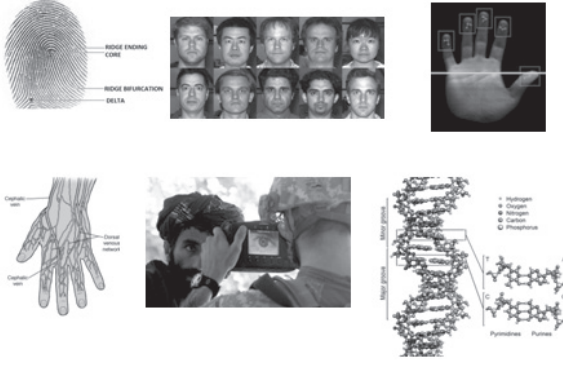 RIDGE ENDING
CORE
RIDGE BIFURCATION
DELTA
Cephalic
vein
Dorsal
venous
network
Cephalic
vein
Minor groove
Major groove
Hydrogen
Oxygen
Nitrogen
Carbon
Phosphorus
T
C
Pyrimidines
Purines